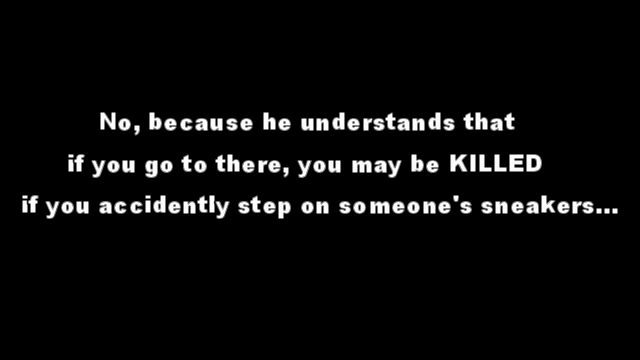 No, because he understands that
if you go to there, you may be KILLED
if you accidently step on someone's sneakers...